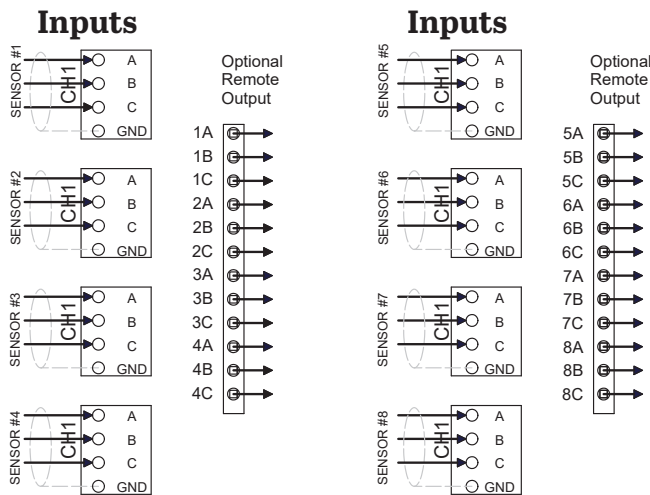 Inputs
SENSOR #1
CH1
A
B
C
GND
SENSOR #2
CH1
A
B
C
GND
SENSOR #3
CH1
A
B
C
GND
SENSOR #4
CH1
A
B
C
GND
Optional
Remote
Output
1A
1B
1C
2A
2B
2C
3A
3B
3C
4A
4B
4C
Inputs
SENSOR #5
CH1
A
B
C
GND
SENSOR #6
CH1
A
B
C
GND
SENSOR #7
CH1
A
B
C
GND
SENSOR #8
CH1
A
B
C
GND
Optional
Remote
Output
5A
5B
5C
6A
6B
6C
7A
7B
7C
8A
8B
8C